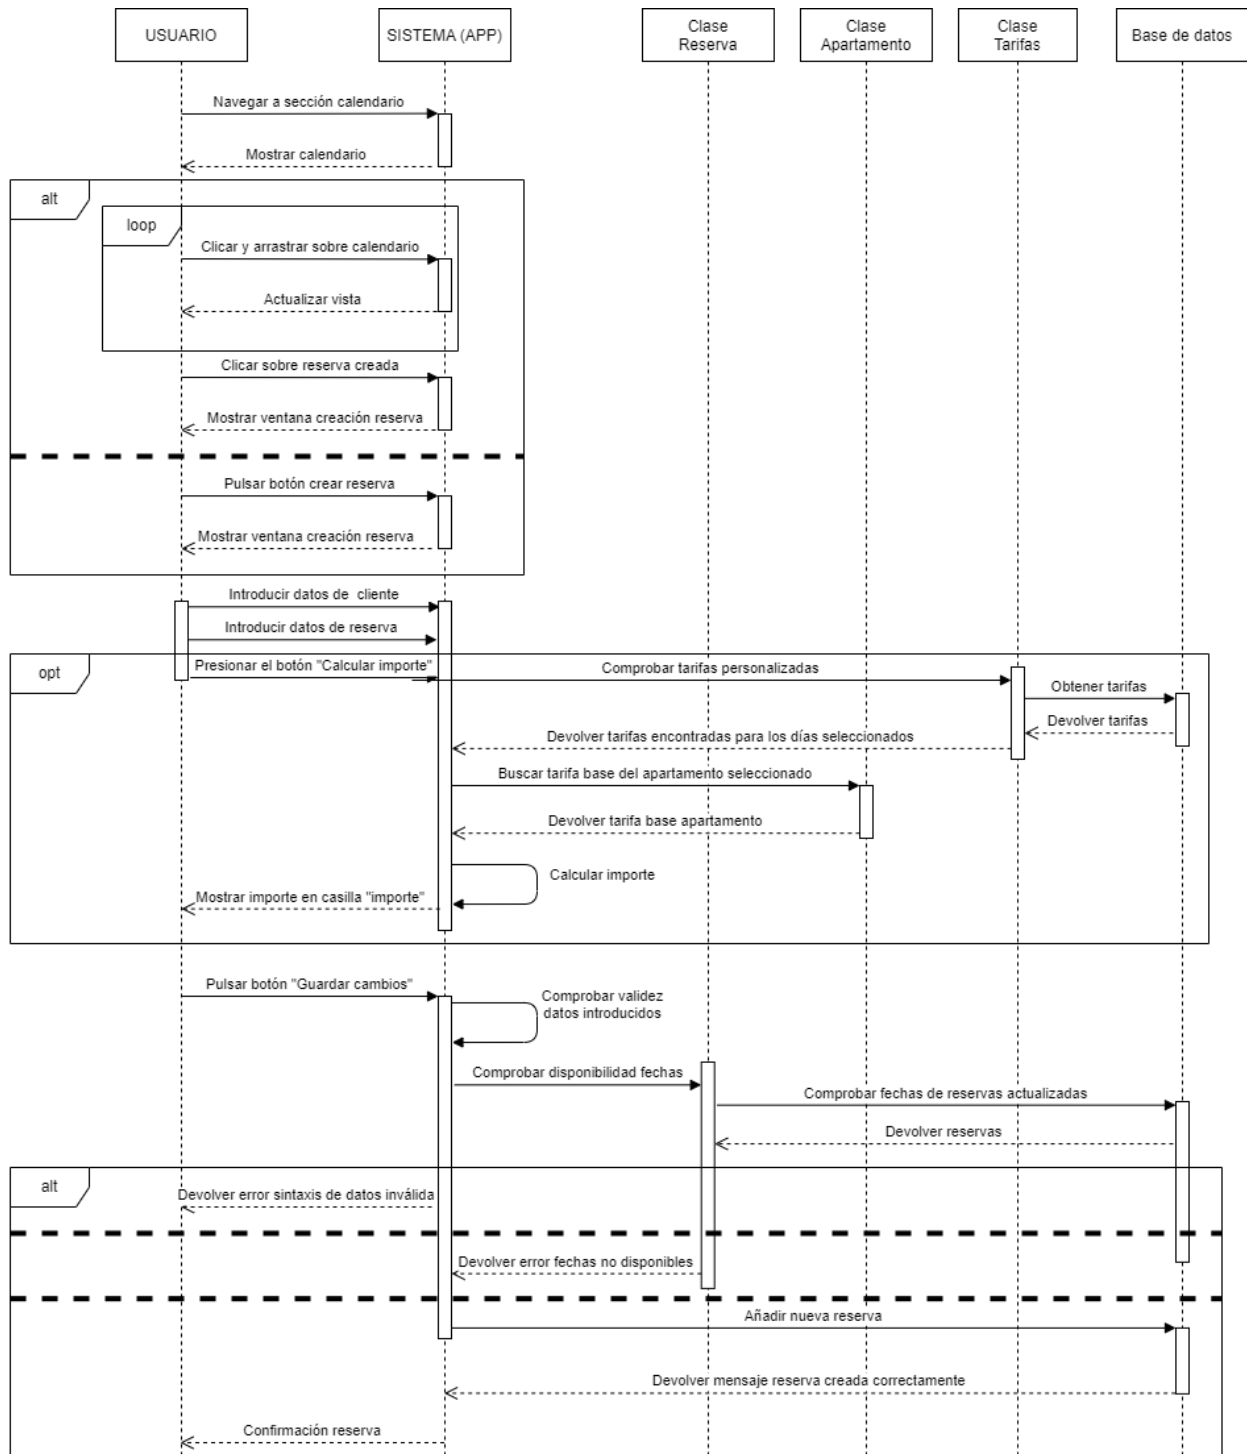 USUARIO
SISTEMA (APP)
Clase
Reserva
Clase
Apartamento
Clase
Tarifas
Base de datos
Navegar a sección calendario
Mostrar calendario
alt
loop
Clicar y arrastrar sobre calendario
Actualizar vista
Clicar sobre reserva creada
Mostrar ventana creación reserva
Pulsar botón crear reserva
Mostrar ventana creación reserva
Introducir datos de cliente
Introducir datos de reserva
opt
Presionar el botón "Calcular importe"
Comprobar tarifas personalizadas
Obtener tarifas
Devolver tarifas
Devolver tarifas encontradas para los días seleccionados
Buscar tarifa base del apartamento seleccionado
Devolver tarifa base apartamento
Calcular importe
Mostrar importe en casilla "importe"
Pulsar botón "Guardar cambios"
Comprobar validez
datos introducidos
Comprobar disponibilidad fechas
Comprobar fechas de reservas actualizadas
Devolver reservas
alt
Devolver error sintaxis de datos inválida
Devolver error fechas no disponibles
Añadir nueva reserva
Devolver mensaje reserva creada correctamente
Confirmación reserva